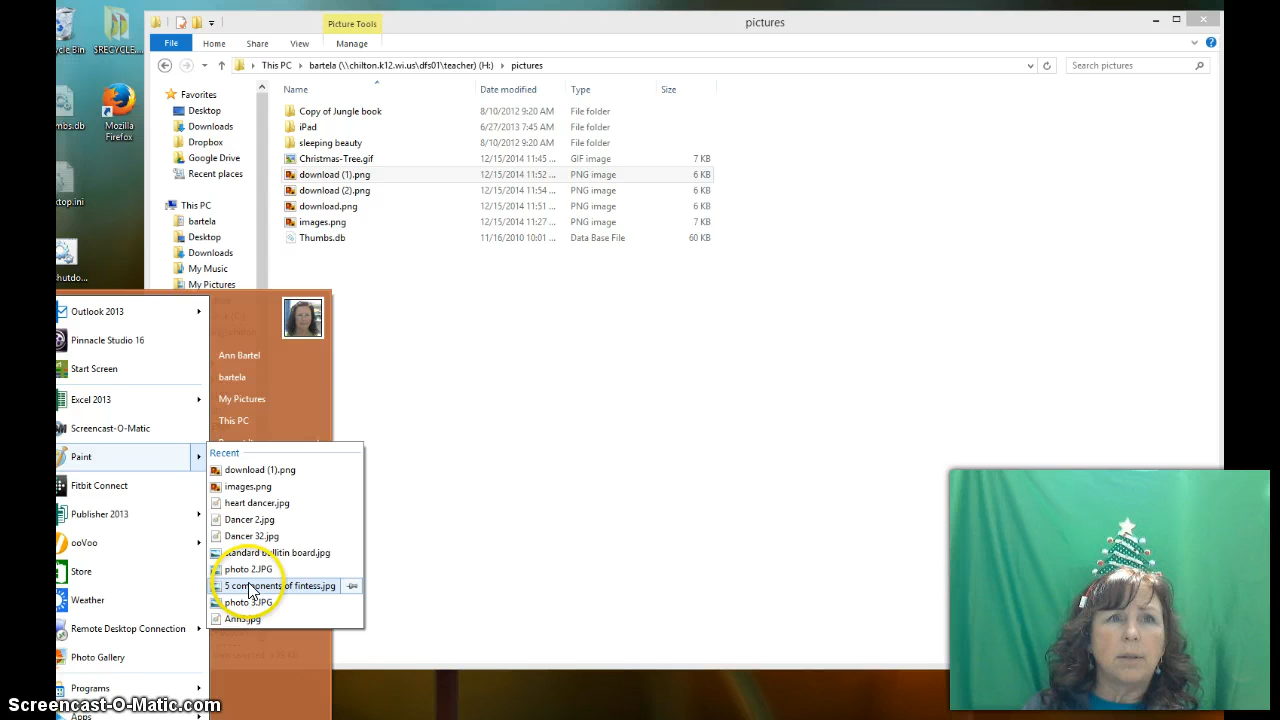 Picture Tools
pictures
File Home Share View Manage
This PC bartela (\\chilton.k12.wi.us\dfs01\teacher) (H:) pictures
Search pictures
Name Date modified Type Size
Copy of Jungle book 8/10/2012 9:20 AM File folder
iPad 6/27/2013 7:45 AM File folder
sleeping beauty 8/10/2012 9:20 AM File folder
Christmas-Tree.gif 12/15/2014 11:45 ... GIF image 7 KB
download (1).png 12/15/2014 11:52 ... PNG image 6 KB
download (2).png 12/15/2014 11:54 ... PNG image 6 KB
download.png 12/15/2014 11:51 ... PNG image 6 KB
images.png 12/15/2014 11:27 ... PNG image 7 KB
Thumbs.db 11/16/2010 10:01 ... Data Base File 60 KB
Favorites
Desktop
Downloads
Dropbox
Google Drive
Recent places
This PC
bartela
Desktop
Downloads
My Music
My Pictures
cycle Bin
SRECYCLE....
mbs.db
Mozilla
Firefox
ktop.ini
shutdo...
Outlook 2013
Pinnacle Studio 16
Start Screen
Excel 2013
Screencast-O-Matic
Paint
Fitbit Connect
Publisher 2013
ooVoo
Store
Weather
Remote Desktop Connection
Photo Gallery
Programs
Apps
Ann Bartel
bartela
My Pictures
This PC
Recent
download (1).png
images.png
heart dancer.jpg
Dancer 2.jpg
Dancer 32.jpg
standard bullitin board.jpg
photo 2.JPG
5 components of fintess.jpg
photo 3.JPG
Ann3.jpg
Screencast-O-Matic.com